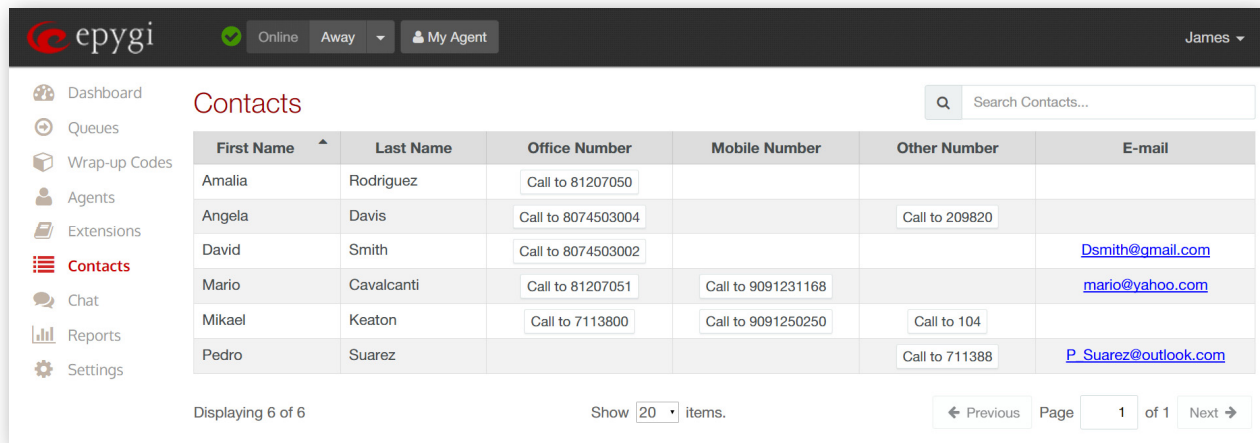 epygi Online Away My Agent James
Dashboard
Queues
Wrap-up Codes
Agents
Extensions
Contacts
Chat
Reports
Settings
Contacts Search Contacts...
First Name Last Name Office Number Mobile Number Other Number E-mail
Amalia Rodriguez Call to 81207050
Angela Davis Call to 8074503004 Call to 209820
David Smith Call to 8074503002 Dsmith@gmail.com
Mario Cavalcanti Call to 81207051 Call to 9091231168 mario@yahoo.com
Mikael Keaton Call to 7113800 Call to 9091250250 Call to 104
Pedro Suarez Call to 711388 P_Suarez@outlook.com
Displaying 6 of 6 Show 20 items. Previous Page 1 of 1 Next